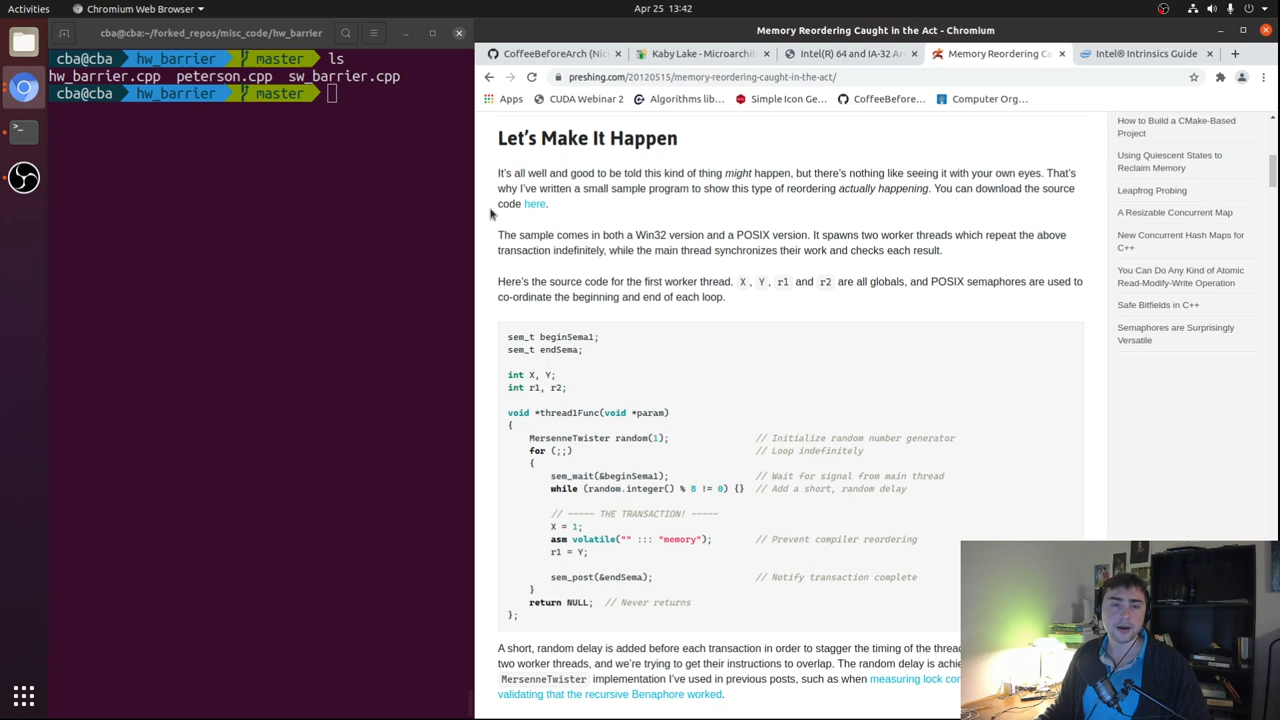 Activities
Chromium Web Browser
Apr 25 13:42
cba@cba:~/forked_repos/misc_code/hw_barrier
cba@cba hw_barrier master ls
hw_barrier.cpp peterson.cpp sw_barrier.cpp
cba@cba hw_barrier master
Memory Reordering Caught in the Act - Chromium
CoffeeBeforeArch (Nic
Kaby Lake - Microarchit
Intel(R) 64 and IA-32 Ar
Memory Reordering Ca
Intel® Intrinsics Guide
preshing.com/20120515/memory-reordering-caught-in-the-act/
Apps
CUDA Webinar 2
Algorithms lib...
Simple Icon Ge...
CoffeeBefore...
Computer Org...
Let's Make It Happen
It's all well and good to be told this kind of thing might happen, but there's nothing like seeing it with your own eyes. That's
why I've written a small sample program to show this type of reordering actually happening. You can download the source
code here.
The sample comes in both a Win32 version and a POSIX version. It spawns two worker threads which repeat the above
transaction indefinitely, while the main thread synchronizes their work and checks each result.
Here's the source code for the first worker thread. X, Y, r1 and r2 are all globals, and POSIX semaphores are used to
co-ordinate the beginning and end of each loop.
sem_t beginSema1;
sem_t endSema;
int X, Y;
int r1, r2;
void *thread1Func(void *param)
{
MersenneTwister random(1); // Initialize random number generator
for (;;) // Loop indefinitely
{
sem_wait(&beginSema1); // Wait for signal from main thread
while (random.integer() % 8 != 0) {} // Add a short, random delay
// ----- THE TRANSACTION! -----
X = 1;
asm volatile("" ::: "memory"); // Prevent compiler reordering
r1 = Y;
sem_post(&endSema); // Notify transaction complete
}
return NULL; // Never returns
};
A short, random delay is added before each transaction in order to stagger the timing of the thread
two worker threads, and we're trying to get their instructions to overlap. The random delay is achie
MersenneTwister implementation I've used in previous posts, such as when measuring lock con
validating that the recursive Benaphore worked.
How to Build a CMake-Based
Project
Using Quiescent States to
Reclaim Memory
Leapfrog Probing
A Resizable Concurrent Map
New Concurrent Hash Maps for
C++
You Can Do Any Kind of Atomic
Read-Modify-Write Operation
Safe Bitfields in C++
Semaphores are Surprisingly
Versatile